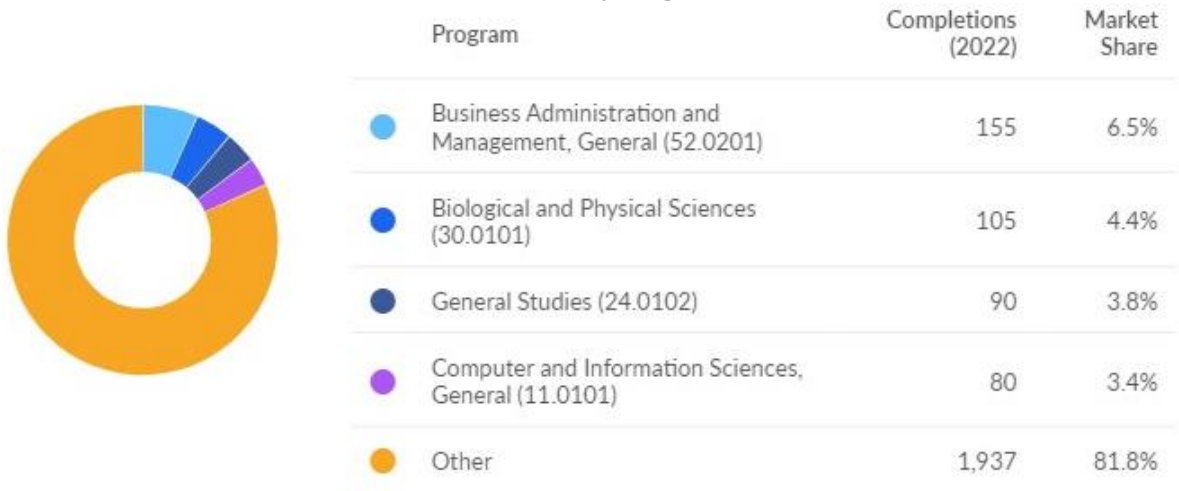 Program
Completions
(2022)
Market
Share
Business Administration and
Management, General (52.0201)
155
6.5%
Biological and Physical Sciences
(30.0101)
105
4.4%
General Studies (24.0102)
90
3.8%
Computer and Information Sciences,
General (11.0101)
80
3.4%
Other
1,937
81.8%